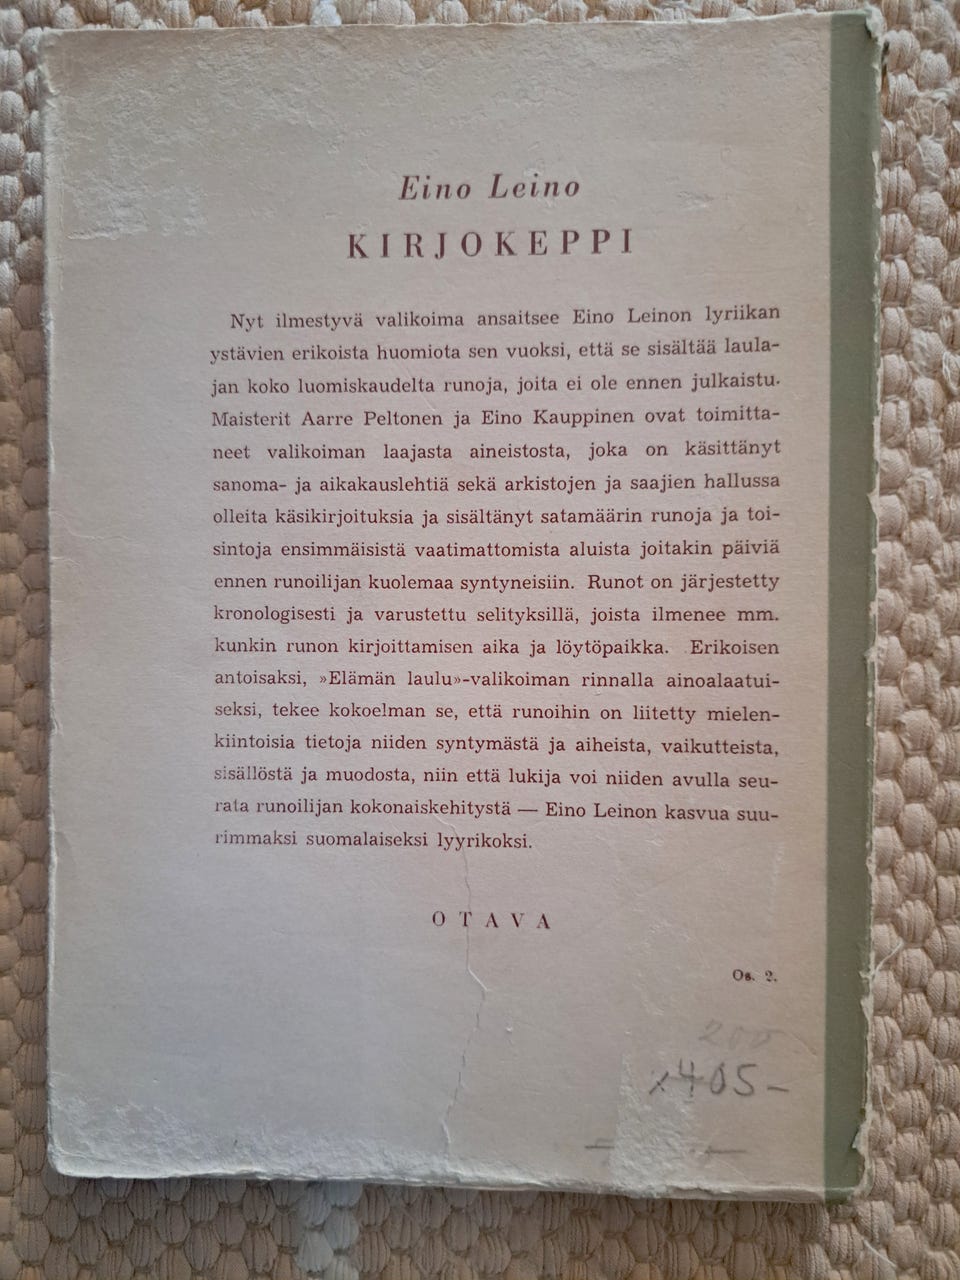 Eino Leino
KIRJOKEPPI
Nyt ilmestyvä valikoima ansaitsee Eino Leinon lyriikan
ystävien erikoista huomiota sen vuoksi, että se sisältää laula-
jan koko luomiskaudelta runoja, joita ei ole ennen julkaistu.
Maisterit Aarre Peltonen ja Eino Kauppinen ovat toimitta-
neet valikoiman laajasta aineistosta, joka on käsittänyt
sanoma- ja aikakauslehtiä sekä arkistojen ja saajien hallussa
olleita käsikirjoituksia ja sisältänyt satamäärin runoja ja toi-
sintoja ensimmäisistä vaatimattomista aluista joitakin päiviä
ennen runoilijan kuolemaa syntyneisiin. Runot on järjestetty
kronologisesti ja varustettu selityksillä, joista ilmenee mm.
kunkin runon kirjoittamisen aika ja löytöpaikka. Erikoisen
antoisaksi, »Elämän laulu»-valikoiman rinnalla ainoalaatui-
seksi, tekee kokoelman se, että runoihin on liitetty mielen-
kiintoisia tietoja niiden syntymästä ja aiheista, vaikutteista,
sisällöstä ja muodosta, niin että lukija voi niiden avulla seu-
rata runoilijan kokonaiskehitystä — Eino Leinon kasvua suu-
rimmaksi suomalaiseksi lyyrikoksi.
OTAVA
Os. 2.
200
405-